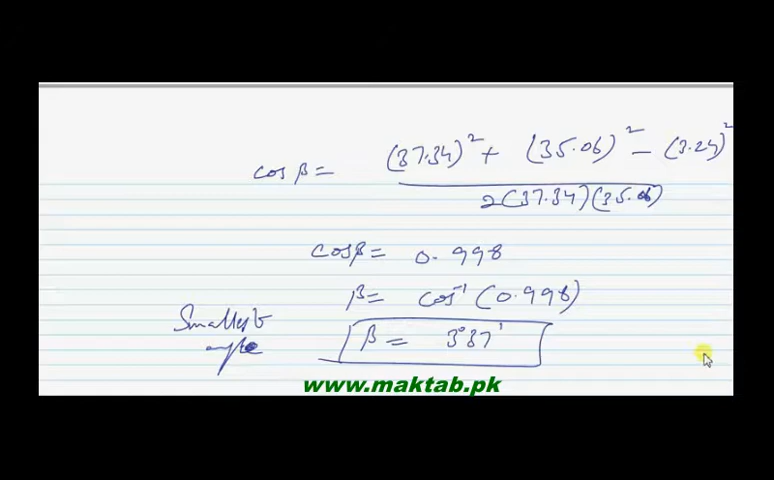 cos β = (37.34)² + (35.06)² - (3.24)²
2(37.34)(35.06)
cos β = 0.998
β = cos⁻¹ (0.998)
Smallest
angle
β = 3°37'
www.maktab.pk